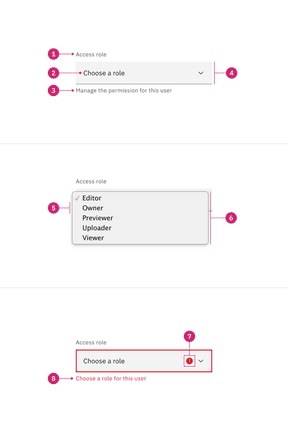 1 Access role
2 Choose a role 4
3 Manage the permission for this user
Access role
✓ Editor
5 Owner
Previewer 6
Uploader
Viewer
7
Access role
Choose a role
8 Choose a role for this user